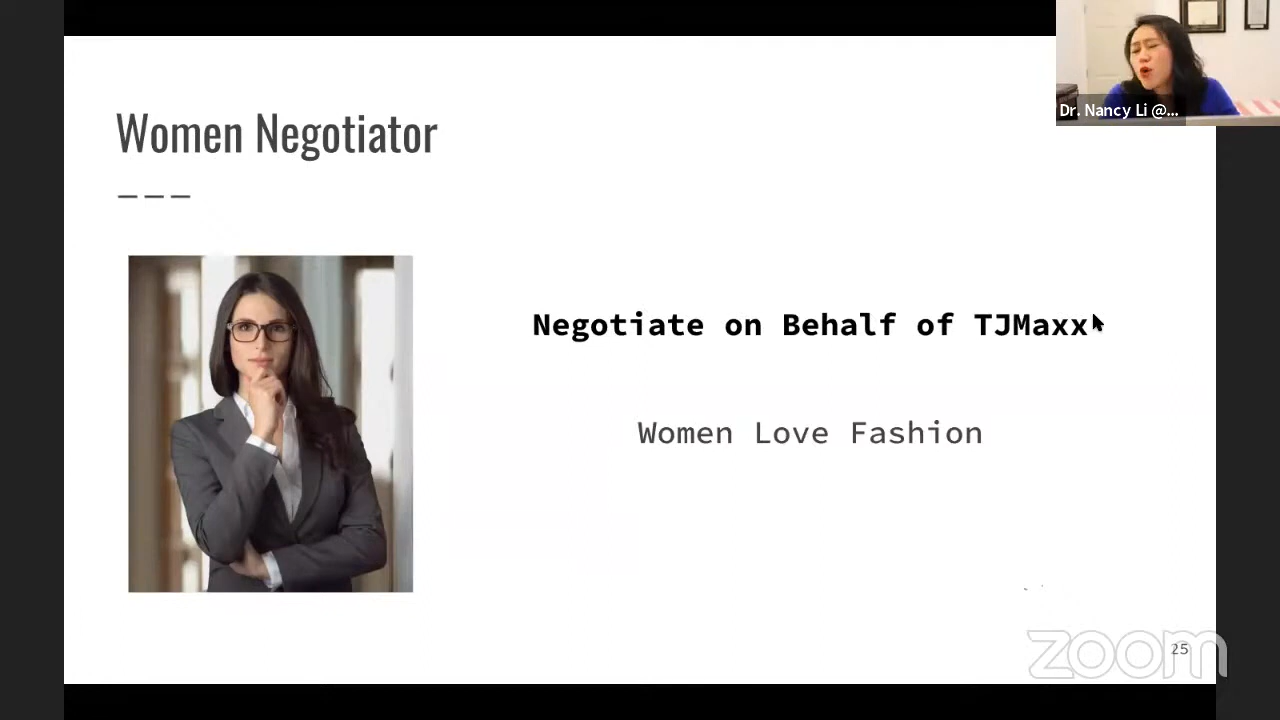 Dr. Nancy Li @...
Women Negotiator
Negotiate on Behalf of TJMaxx
Women Love Fashion
zoom
25